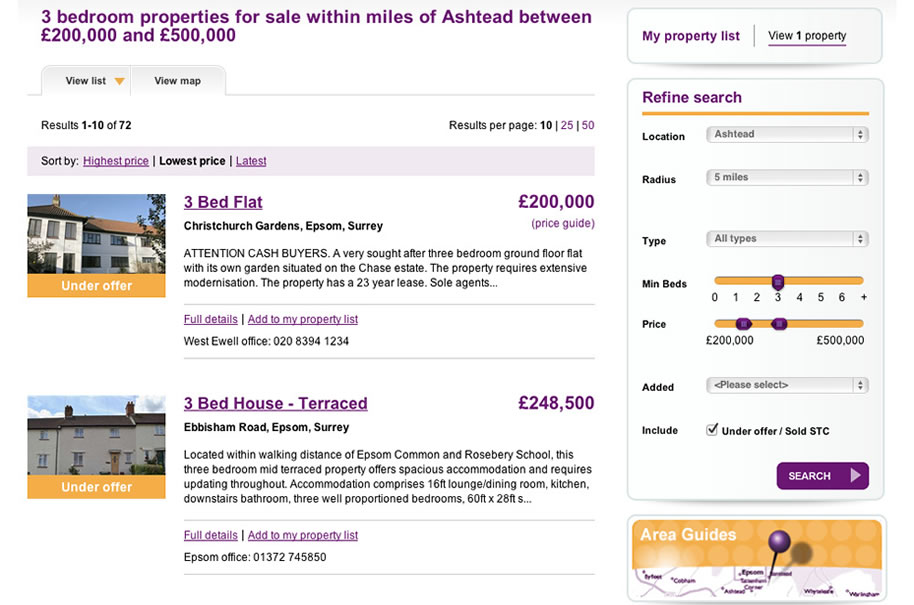 3 bedroom properties for sale within miles of Ashtead between
£200,000 and £500,000
View list
View map
Results 1-10 of 72
Results per page: 10 | 25 | 50
Sort by: Highest price | Lowest price | Latest
Under offer
3 Bed Flat
£200,000
Christchurch Gardens, Epsom, Surrey
(price guide)
ATTENTION CASH BUYERS. A very sought after three bedroom ground floor flat
with its own garden situated on the Chase estate. The property requires extensive
modernisation. The property has a 23 year lease. Sole agents...
Full details | Add to my property list
West Ewell office: 020 8394 1234
Under offer
3 Bed House - Terraced
£248,500
Ebbisham Road, Epsom, Surrey
Located within walking distance of Epsom Common and Rosebery School, this
three bedroom mid terraced property offers spacious accommodation and requires
updating throughout. Accommodation comprises 16ft lounge/dining room, kitchen,
downstairs bathroom, three well proportioned bedrooms, 60ft x 28ft s...
Full details | Add to my property list
Epsom office: 01372 745850
My property list
View 1 property
Refine search
Location
Ashtead
Radius
5 miles
Type
All types
Min Beds
0 1 2 3 4 5 6 +
Price
£200,000
£500,000
Added
<Please select>
Include
Under offer / Sold STC
SEARCH
Area Guides
Byfleet
Cobham
Epsom
Tattenham
Corner
Ashtead
Whyteleafe
Warlingham